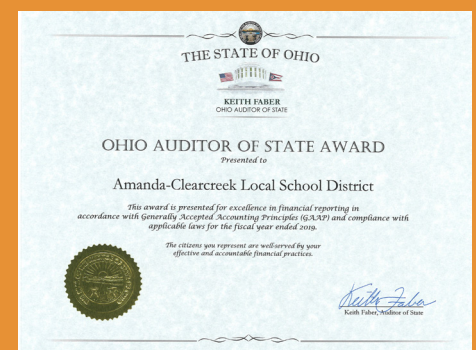 THE STATE OF OHIO
KEITH FABER
OHIO AUDITOR OF STATE
OHIO AUDITOR OF STATE AWARD
Presented to
Amanda-Clearcreek Local School District
This award is presented for excellence in financial reporting in
accordance with Generally Accepted Accounting Principles (GAAP) and compliance with
applicable laws for the fiscal year ended 2019.
The citizens you represent are well-served by your
effective and accountable financial practices.
Keith Faber
Keith Faber, Auditor of State